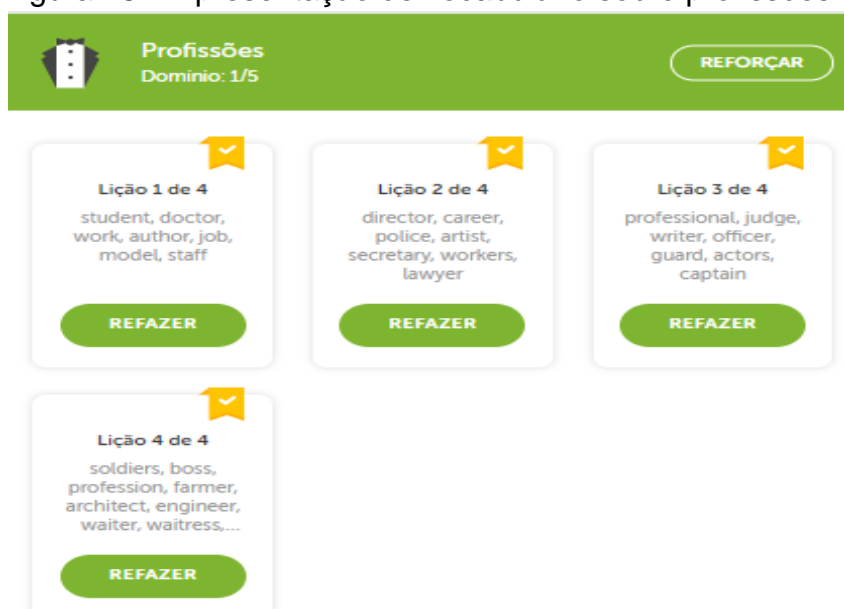 Profissões
Domínio: 1/5
REFORÇAR
Lição 1 de 4
student, doctor,
work, author, job,
model, staff
REFAZER
Lição 2 de 4
director, career,
police, artist,
secretary, workers,
lawyer
REFAZER
Lição 3 de 4
professional, judge,
writer, officer,
guard, actors,
captain
REFAZER
Lição 4 de 4
soldiers, boss,
profession, farmer,
architect, engineer,
waiter, waitress,...
REFAZER